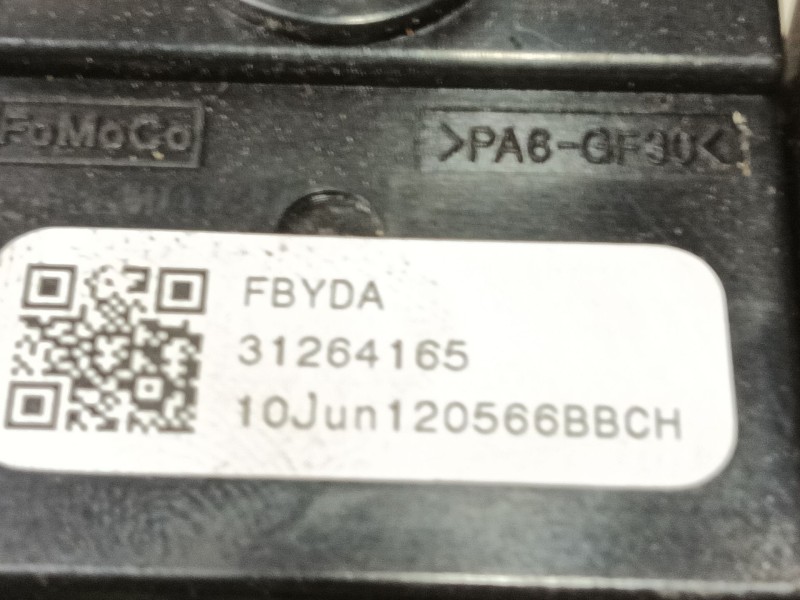 FoMoCo
>PA6-GF30<
FBYDA
31264165
10Jun120566BBCH